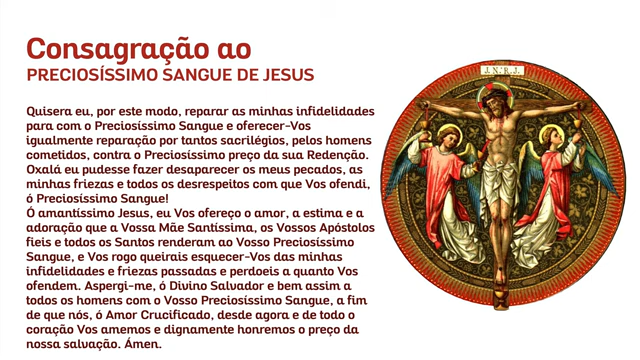 Consagração ao
PRECIOSÍSSIMO SANGUE DE JESUS
Quisera eu, por este modo, reparar as minhas infidelidades
para com o Preciosíssimo Sangue e oferecer-Vos
igualmente reparação por tantos sacrilégios, pelos homens
cometidos, contra o Preciosíssimo preço da sua Redenção.
Oxalá eu pudesse fazer desaparecer os meus pecados, as
minhas friezas e todos os desrespeitos com que Vos ofendi,
ó Preciosíssimo Sangue!
Ó amantíssimo Jesus, eu Vos ofereço o amor, a estima e a
adoração que a Vossa Mãe Santíssima, os Vossos Apóstolos
fieis e todos os Santos renderam ao Vosso Preciosíssimo
Sangue, e Vos rogo queirais esquecer-Vos das minhas
infidelidades e friezas passadas e perdoeis a quanto Vos
ofendem. Aspergi-me, ó Divino Salvador e bem assim a
todos os homens com o Vosso Preciosíssimo Sangue, a fim
de que nós, ó Amor Crucificado, desde agora e de todo o
coração Vos amemos e dignamente honremos o preço da
nossa salvação. Ámen.
J.N.R.J.